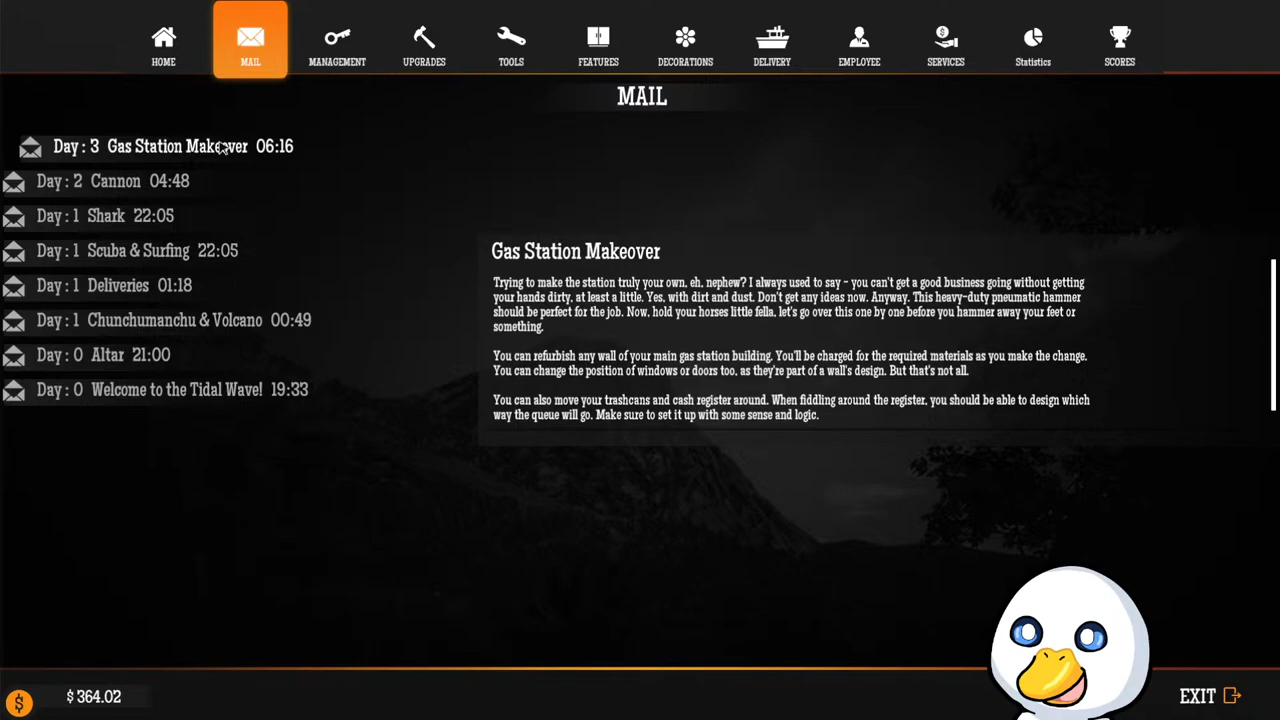 HOME
MAIL
MANAGEMENT
UPGRADES
TOOLS
FEATURES
DECORATIONS
DELIVERY
EMPLOYEE
SERVICES
Statistics
SCORES
MAIL
Day : 3 Gas Station Makeover 06:16
Day : 2 Cannon 04:48
Day : 1 Shark 22:05
Day : 1 Scuba & Surfing 22:05
Day : 1 Deliveries 01:18
Day : 1 Chunchumanchu & Volcano 00:49
Day : 0 Altar 21:00
Day : 0 Welcome to the Tidal Wave! 19:33
Gas Station Makeover
Trying to make the station truly your own, eh, nephew? I always used to say - you can't get a good business going without getting
your hands dirty, at least a little. Yes, with dirt and dust. Don't get any ideas now. Anyway. This heavy-duty pneumatic hammer
should be perfect for the job. Now, hold your horses little fella, let's go over this one by one before you hammer away your feet or
something.
You can refurbish any wall of your main gas station building. You'll be charged for the required materials as you make the change.
You can change the position of windows or doors too, as they're part of a wall's design. But that's not all.
You can also move your trashcans and cash register around. When fiddling around the register, you should be able to design which
way the queue will go. Make sure to set it up with some sense and logic.
$ $ 364.02
EXIT